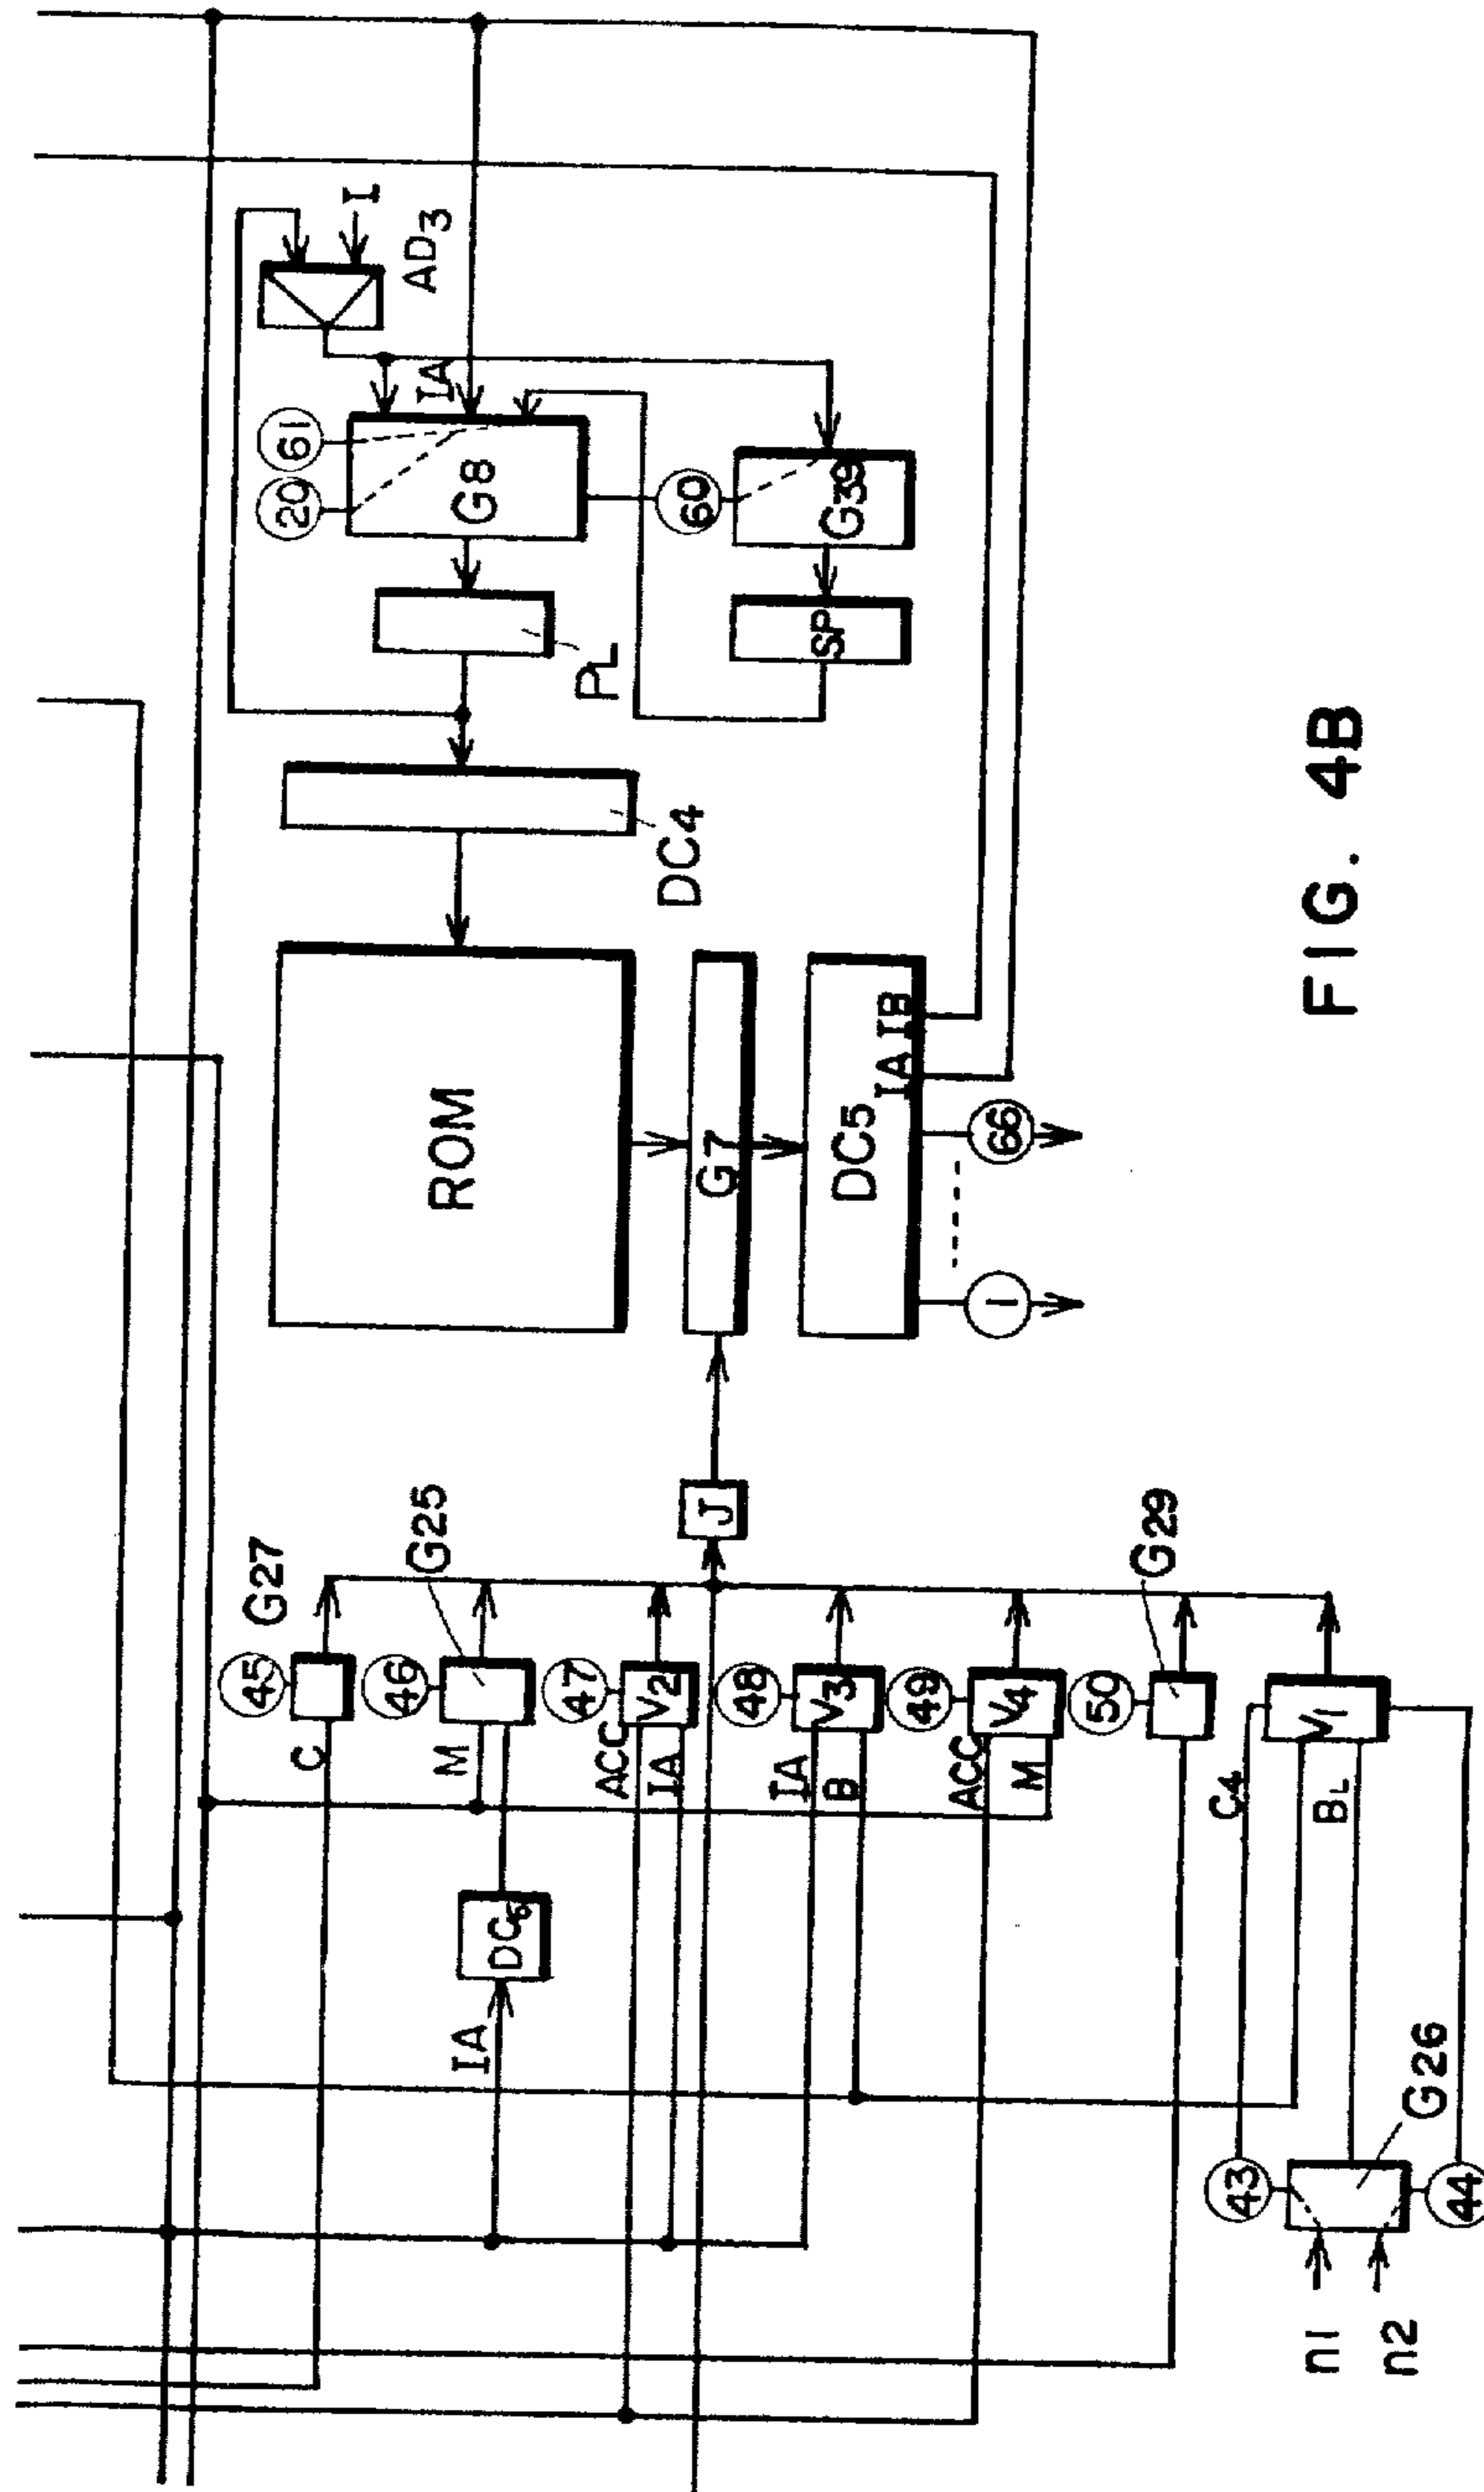 I
AD3
IA
61
20
G8
60
G39
PL
SP
DC4
ROM
G7
DC5
IA IB
1
66
J
G27
G25
G29
45
46
47
48
49
50
V2
V3
V4
V1
C
M
ACC
IA
IA
B
ACC
M
C4
BL
DC6
IA
43
44
G26
n1
n2
FIG. 4B